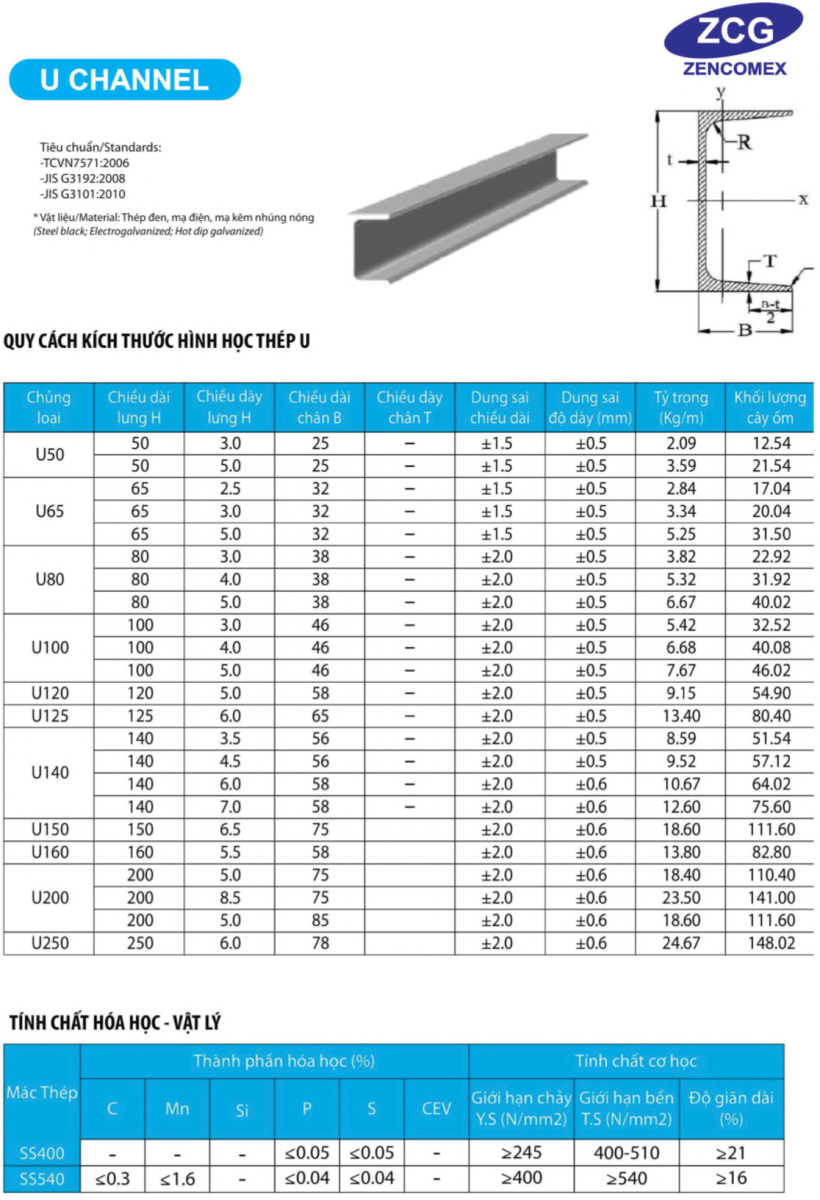 ZCG
ZENCOMEX
U CHANNEL
Tiêu chuẩn/Standards:
-TCVN7571:2006
-JIS G3192:2008
-JIS G3101:2010
* Vật liệu/Material: Thép đen, mạ điện, mạ kẽm nhúng nóng
(Steel black; Electrogalvanized; Hot dip galvanized)
y
R
t
H
x
T
B-t
2
B
QUY CÁCH KÍCH THƯỚC HÌNH HỌC THÉP U
Chủng loại Chiều dài lưng H Chiều dày lưng H Chiều dài chân B Chiều dày chân T Dung sai chiều dài Dung sai độ dày (mm) Tỷ trọng (Kg/m) Khối lượng cây ốm
U50 50 3.0 25 – ±1.5 ±0.5 2.09 12.54
50 5.0 25 – ±1.5 ±0.5 3.59 21.54
U65 65 2.5 32 – ±1.5 ±0.5 2.84 17.04
65 3.0 32 – ±1.5 ±0.5 3.34 20.04
65 5.0 32 – ±1.5 ±0.5 5.25 31.50
U80 80 3.0 38 – ±2.0 ±0.5 3.82 22.92
80 4.0 38 – ±2.0 ±0.5 5.32 31.92
80 5.0 38 – ±2.0 ±0.5 6.67 40.02
U100 100 3.0 46 – ±2.0 ±0.5 5.42 32.52
100 4.0 46 – ±2.0 ±0.5 6.68 40.08
100 5.0 46 – ±2.0 ±0.5 7.67 46.02
U120 120 5.0 58 – ±2.0 ±0.5 9.15 54.90
U125 125 6.0 65 – ±2.0 ±0.5 13.40 80.40
U140 140 3.5 56 – ±2.0 ±0.5 8.59 51.54
140 4.5 56 – ±2.0 ±0.5 9.52 57.12
140 6.0 58 – ±2.0 ±0.6 10.67 64.02
140 7.0 58 – ±2.0 ±0.6 12.60 75.60
U150 150 6.5 75 ±2.0 ±0.6 18.60 111.60
U160 160 5.5 58 ±2.0 ±0.6 13.80 82.80
U200 200 5.0 75 ±2.0 ±0.6 18.40 110.40
200 8.5 75 ±2.0 ±0.6 23.50 141.00
200 5.0 85 ±2.0 ±0.6 18.60 111.60
U250 250 6.0 78 ±2.0 ±0.6 24.67 148.02
TÍNH CHẤT HÓA HỌC - VẬT LÝ
Mác Thép Thành phần hóa học (%) Tính chất cơ học
C Mn Si P S CEV Giới hạn chảy Y.S (N/mm2) Giới hạn bền T.S (N/mm2) Độ giãn dài (%)
SS400 - - - ≤0.05 ≤0.05 - ≥245 400-510 ≥21
SS540 ≤0.3 ≤1.6 - ≤0.04 ≤0.04 - ≥400 ≥540 ≥16